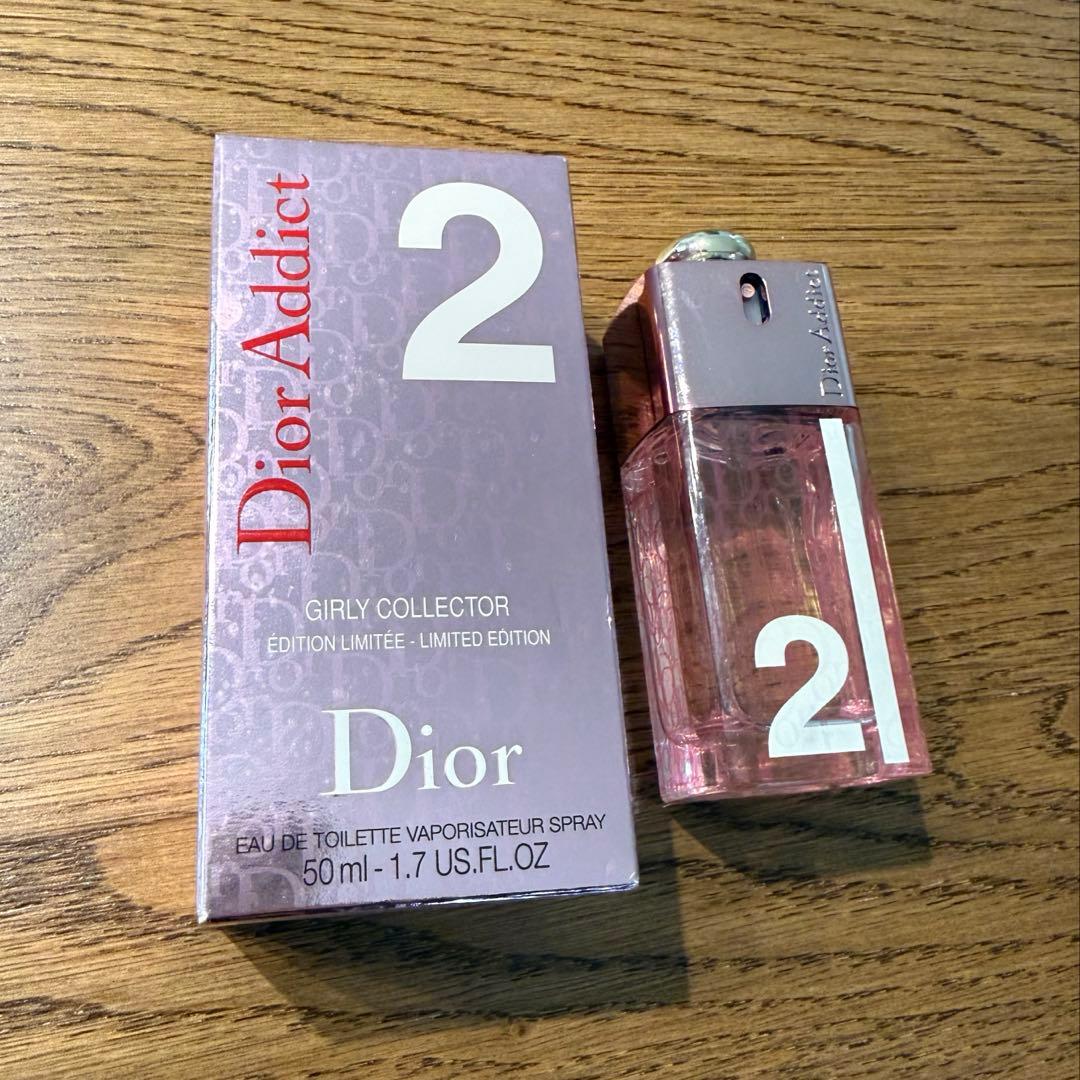 Dior Addict
2
GIRLY COLLECTOR
ÉDITION LIMITÉE - LIMITED EDITION
Dior
EAU DE TOILETTE VAPORISATEUR SPRAY
50 ml - 1.7 US.FL.OZ
Dior Addict
2